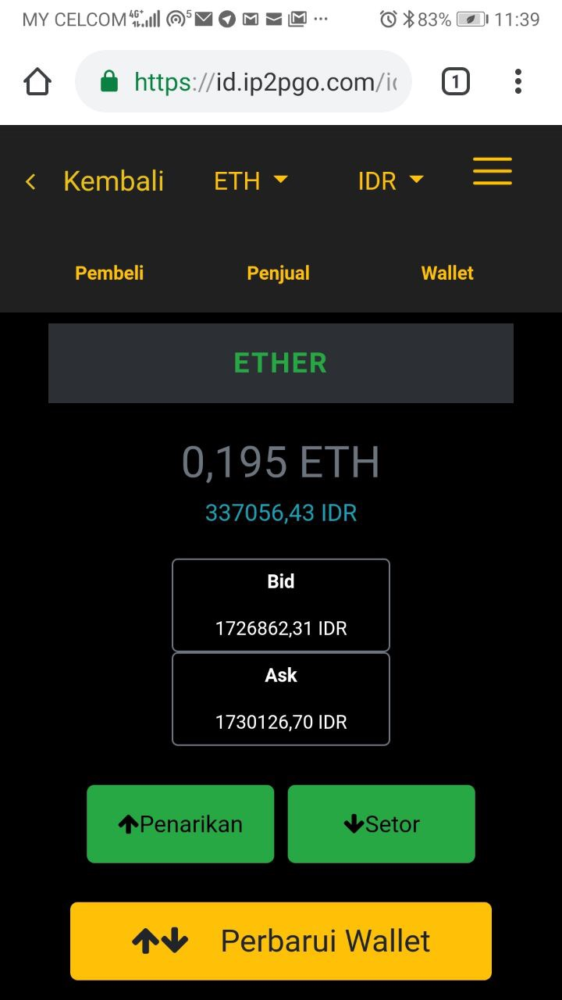 MY CELCOM 4G+ 5 ··· 83% 11:39
https://id.ip2pgo.com/i
1
Kembali ETH IDR
Pembeli Penjual Wallet
ETHER
0,195 ETH
337056,43 IDR
Bid
1726862,31 IDR
Ask
1730126,70 IDR
Penarikan Setor
Perbarui Wallet